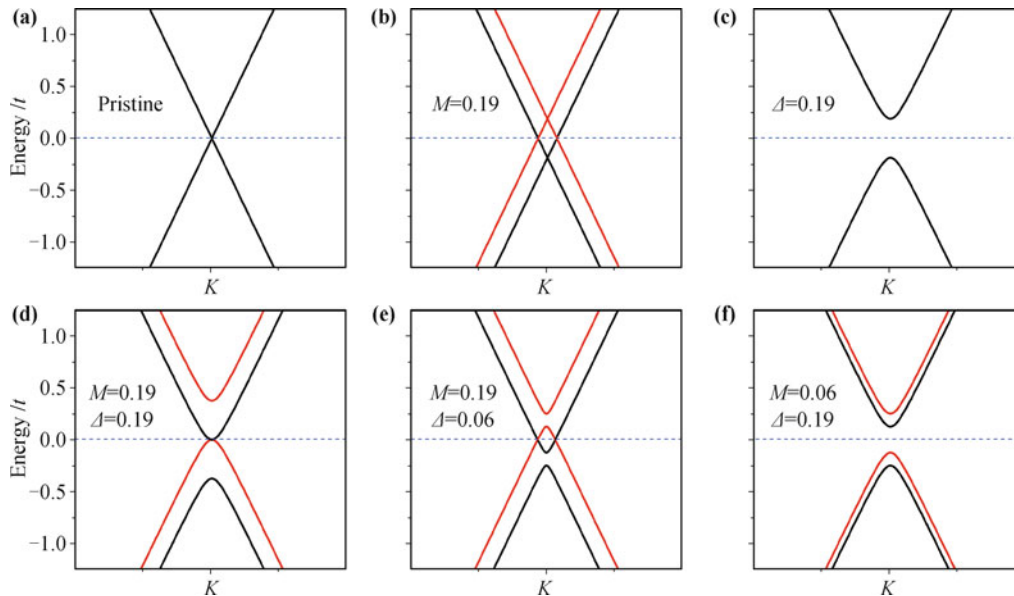 (a)
1.0
0.5
0.0
−0.5
−1.0
Energy /t
Pristine
K
(b)
M=0.19
K
(c)
Δ=0.19
K
(d)
1.0
0.5
0.0
−0.5
−1.0
Energy /t
M=0.19
Δ=0.19
K
(e)
M=0.19
Δ=0.06
K
(f)
M=0.06
Δ=0.19
K